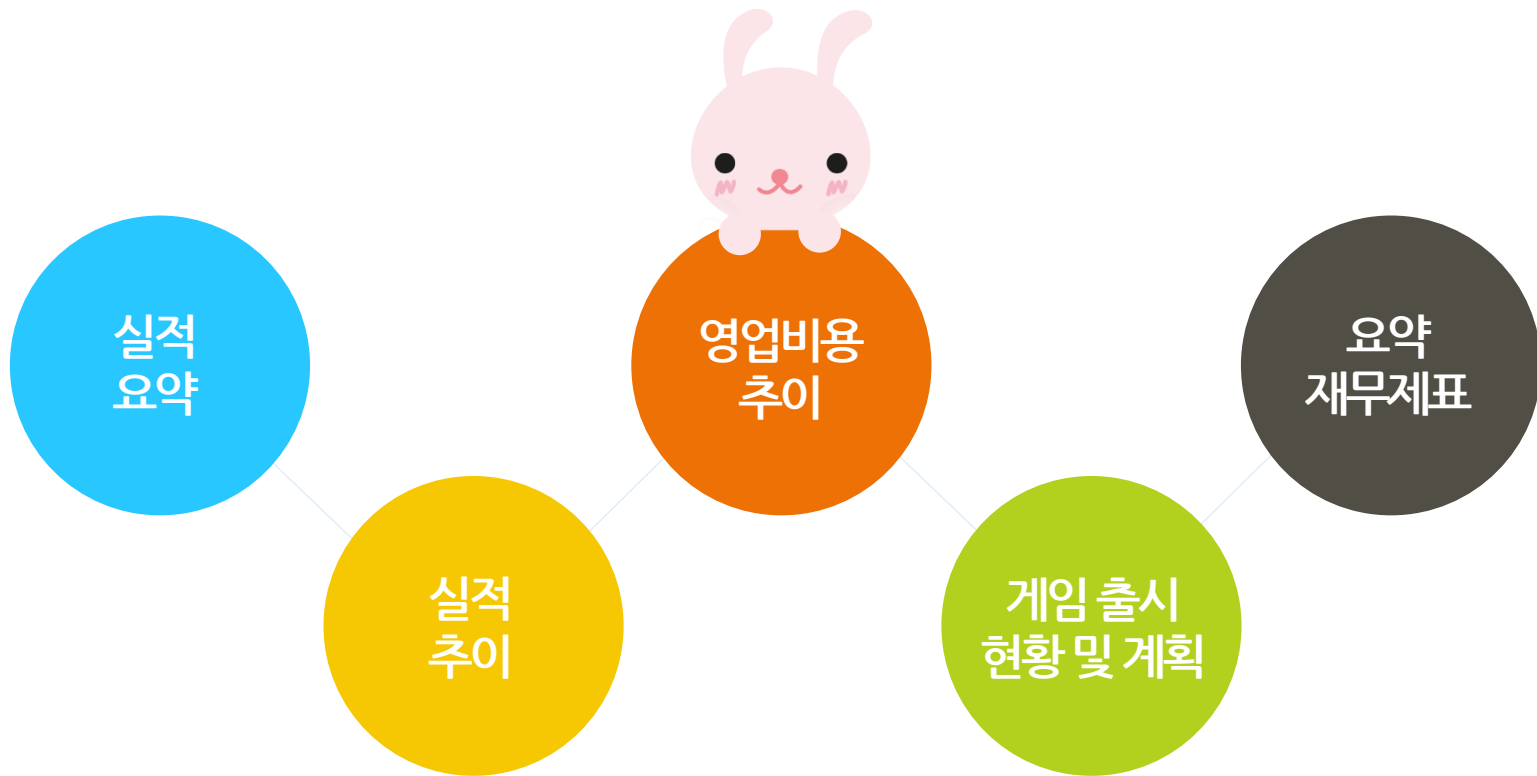 실적
요약
실적
추이
영업비용
추이
게임 출시
현황 및 계획
요약
재무제표